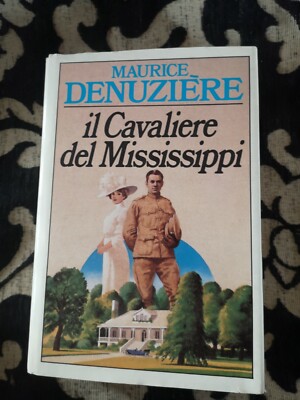 MAURICE
DENUZIÈRE
il Cavaliere
del Mississippi